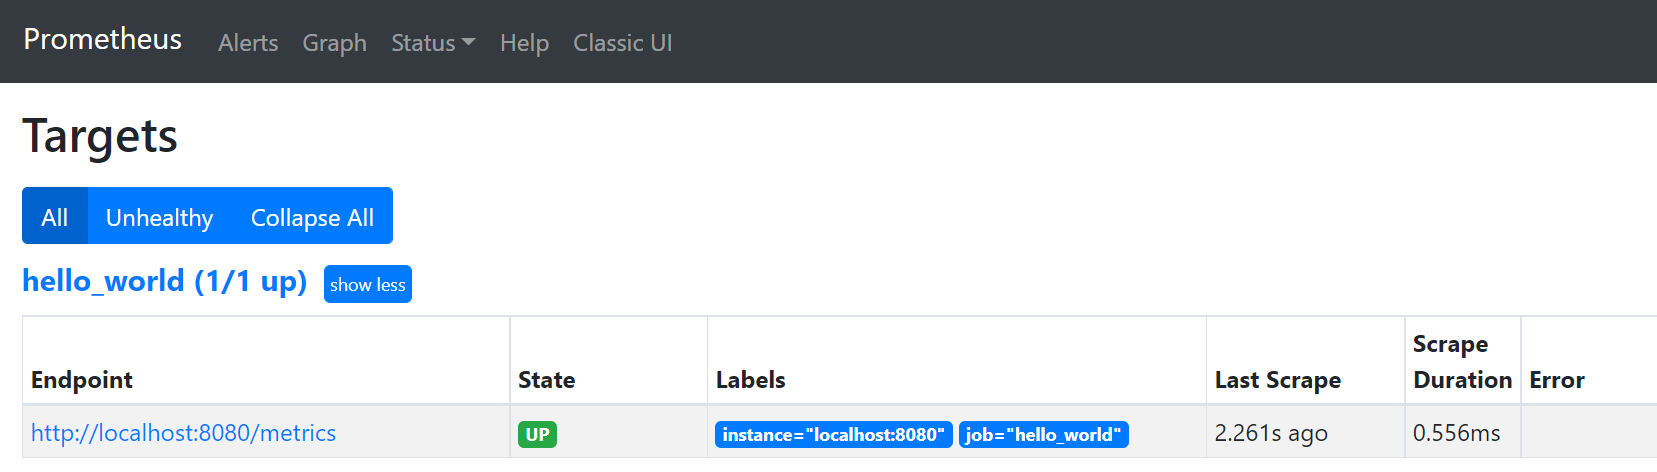 Prometheus Alerts Graph Status Help Classic UI
Targets
All Unhealthy Collapse All
hello_world (1/1 up) show less
Endpoint State Labels Last Scrape Scrape Duration Error
http://localhost:8080/metrics UP instance="localhost:8080" job="hello_world" 2.261s ago 0.556ms